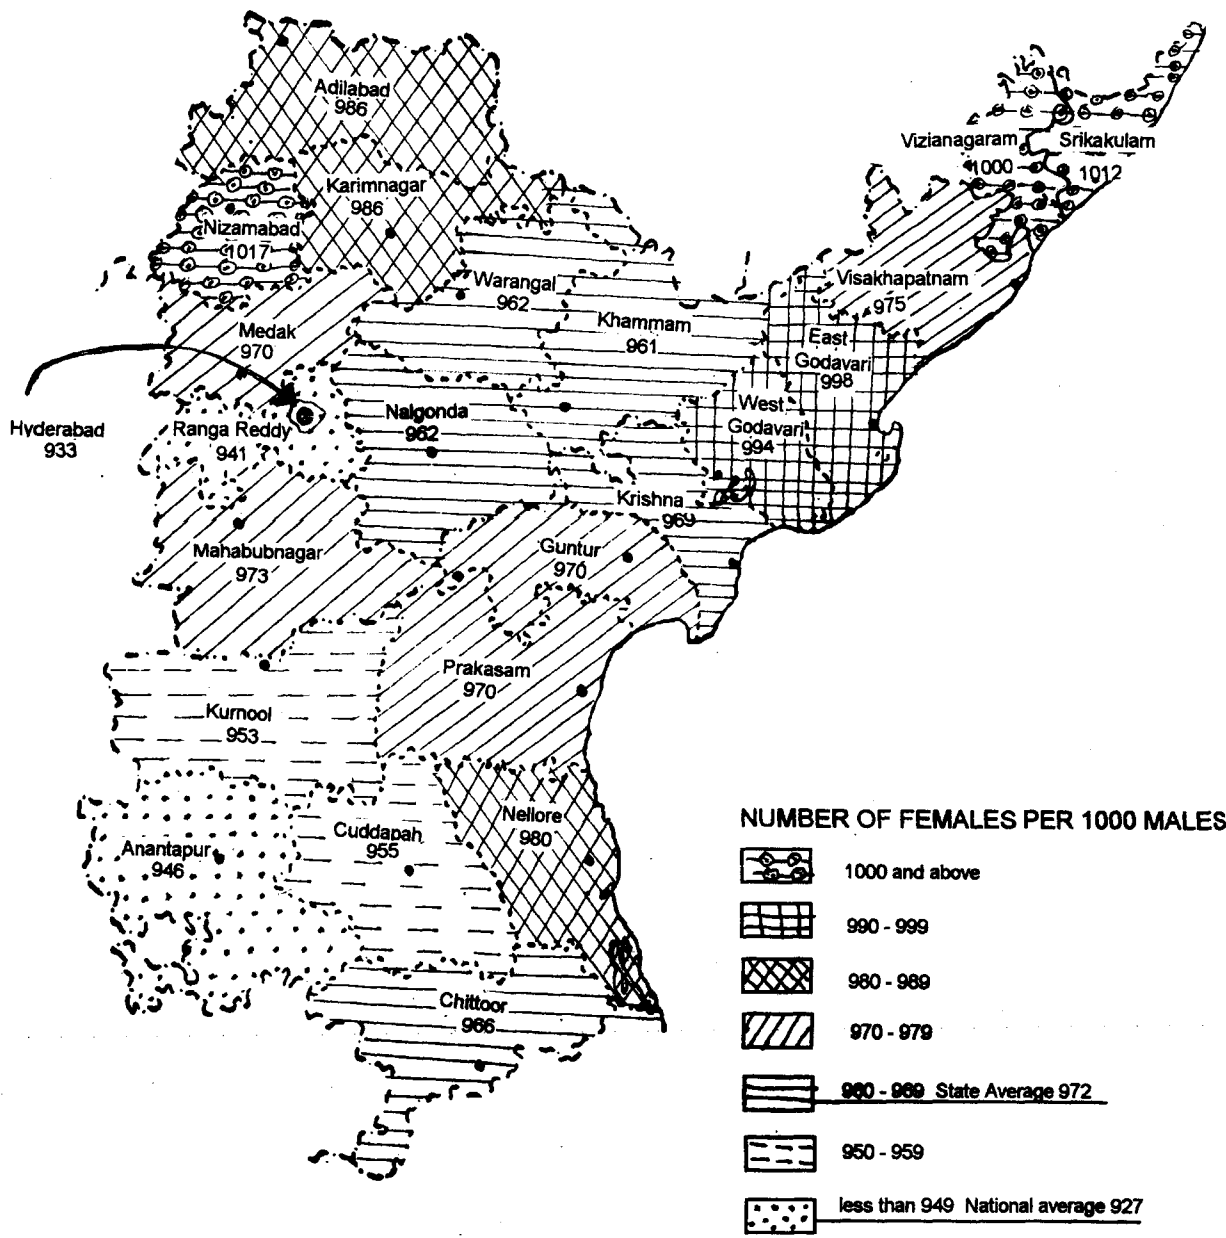 Adilabad
986
Vizianagaram
1000
Srikakulam
1012
Karimnagar
986
Nizamabad
1017
Visakhapatnam
975
Warangal
962
Khammam
961
Medak
970
East
Godavari
998
West
Godavari
994
Hyderabad
933
Ranga Reddy
941
Nalgonda
962
Krishna
969
Guntur
970
Mahabubnagar
973
Prakasam
970
Kurnool
953
Nellore
980
Cuddapah
955
Anantapur
946
Chittoor
966
NUMBER OF FEMALES PER 1000 MALES
1000 and above
990 - 999
980 - 989
970 - 979
960 - 969 State Average 972
950 - 959
less than 949 National average 927